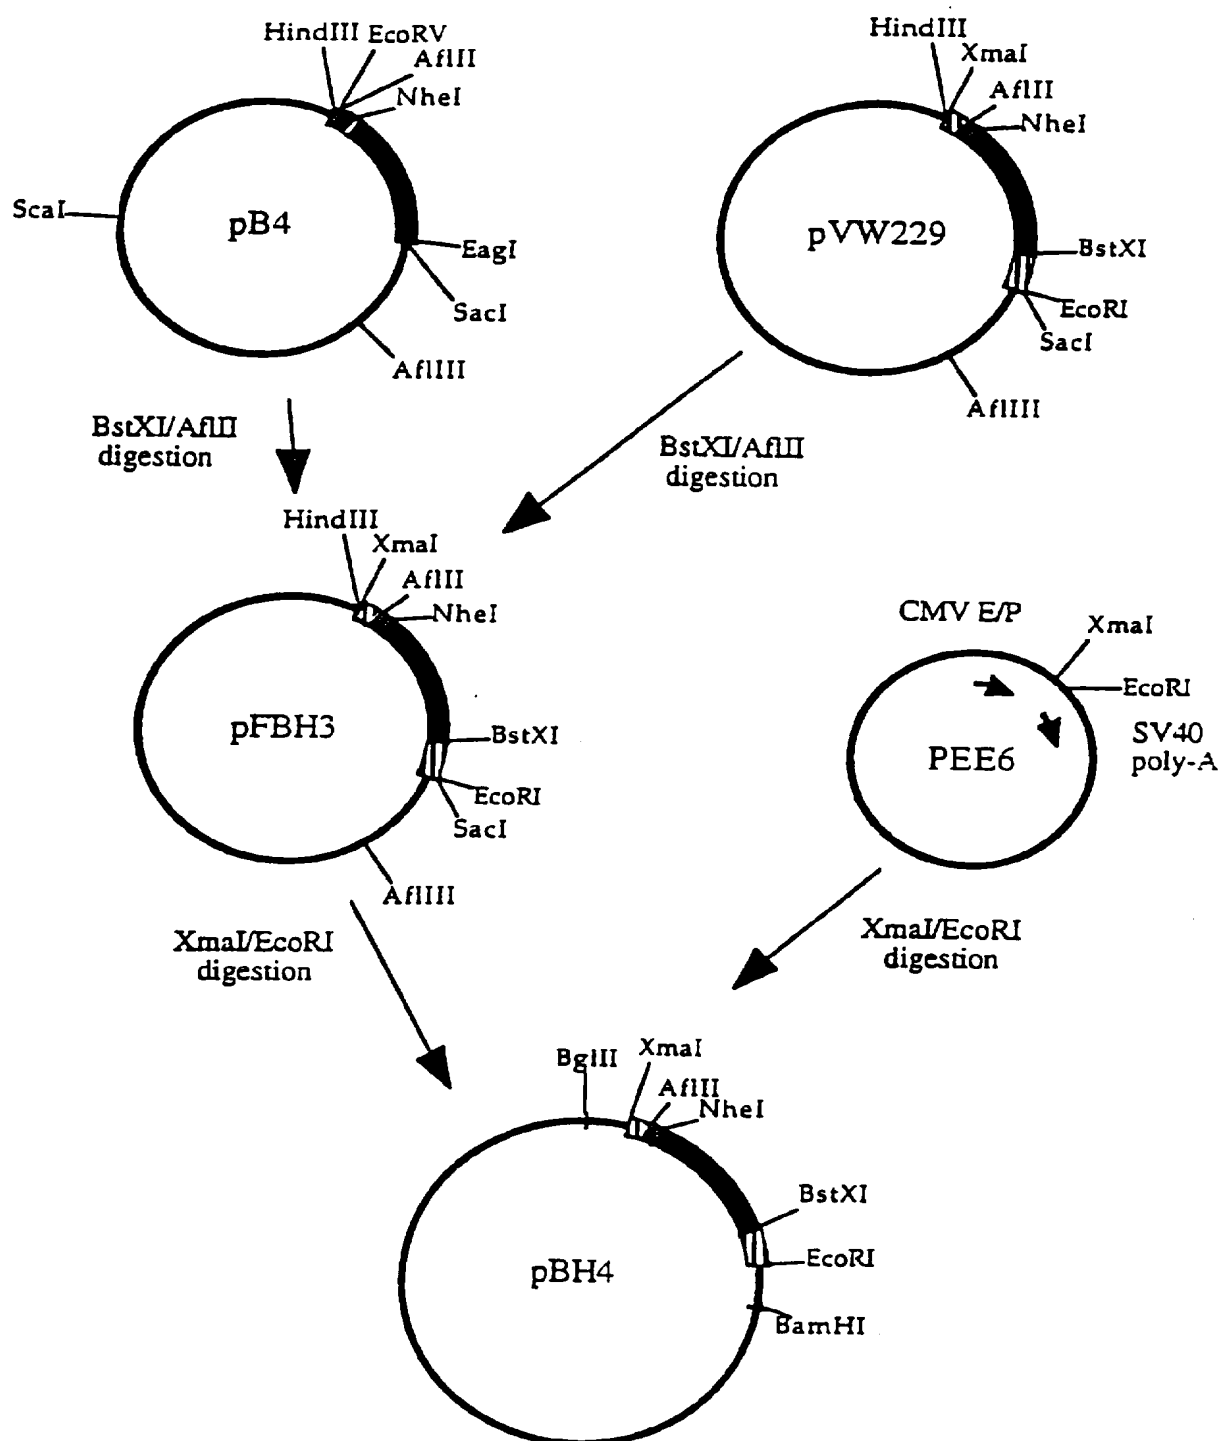 HindIII
EcoRV
AflII
NheI
ScaI
pB4
EagI
SacI
AflIII
HindIII
XmaI
AflII
NheI
pVW229
BstXI
EcoRI
SacI
AflIII
BstXI/AflII
digestion
BstXI/AflII
digestion
HindIII
XmaI
AflII
NheI
pFBH3
BstXI
EcoRI
SacI
AflIII
CMV E/P
XmaI
EcoRI
SV40
poly-A
PEE6
XmaI/EcoRI
digestion
XmaI/EcoRI
digestion
BglII
XmaI
AflII
NheI
BstXI
EcoRI
pBH4
BamHI